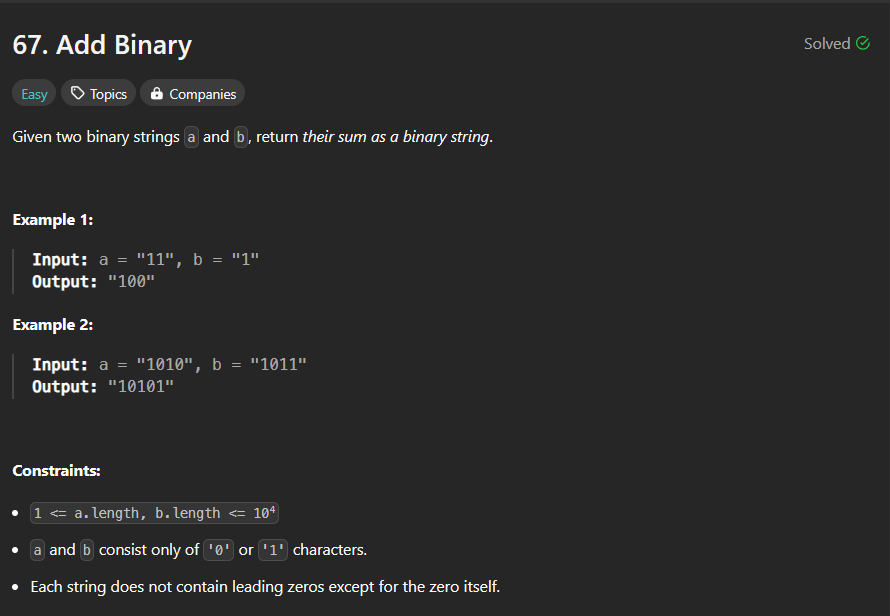 67. Add Binary
Solved
Easy Topics Companies
Given two binary strings a and b, return their sum as a binary string.
Example 1:
Input: a = "11", b = "1"
Output: "100"
Example 2:
Input: a = "1010", b = "1011"
Output: "10101"
Constraints:
1 <= a.length, b.length <= 10⁴
a and b consist only of '0' or '1' characters.
Each string does not contain leading zeros except for the zero itself.